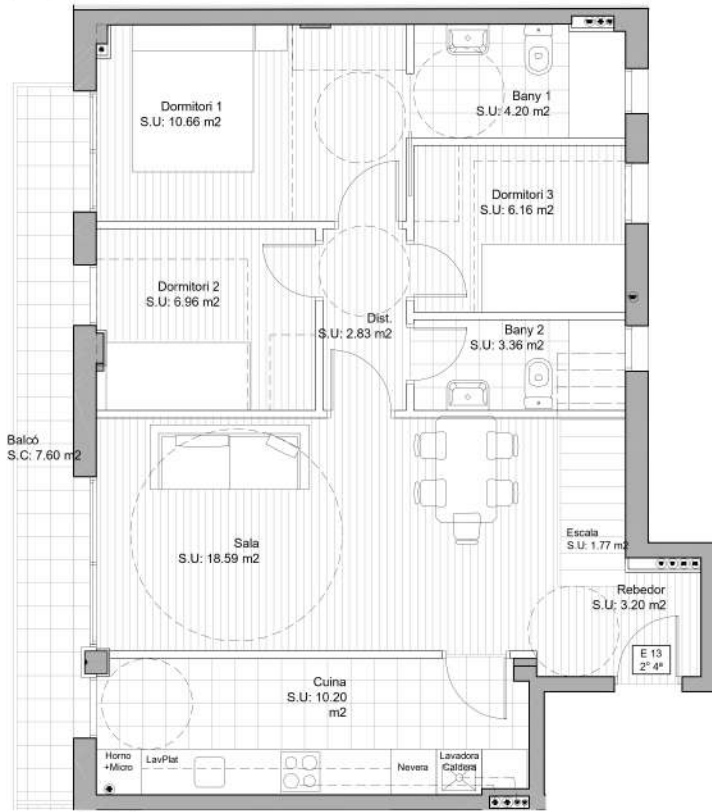 Dormitori 1
S.U: 10.66 m2
Bany 1
S.U: 4.20 m2
Dormitori 3
S.U: 6.16 m2
Dormitori 2
S.U: 6.96 m2
Dist.
S.U: 2.83 m2
Bany 2
S.U: 3.36 m2
Balcó
S.C: 7.60 m2
Sala
S.U: 18.59 m2
Escala
S.U: 1.77 m2
Rebedor
S.U: 3.20 m2
E 13
2º 4ª
Cuina
S.U: 10.20
m2
Horno
+Micro
LavPlat
Nevera
Lavadora
Caldera